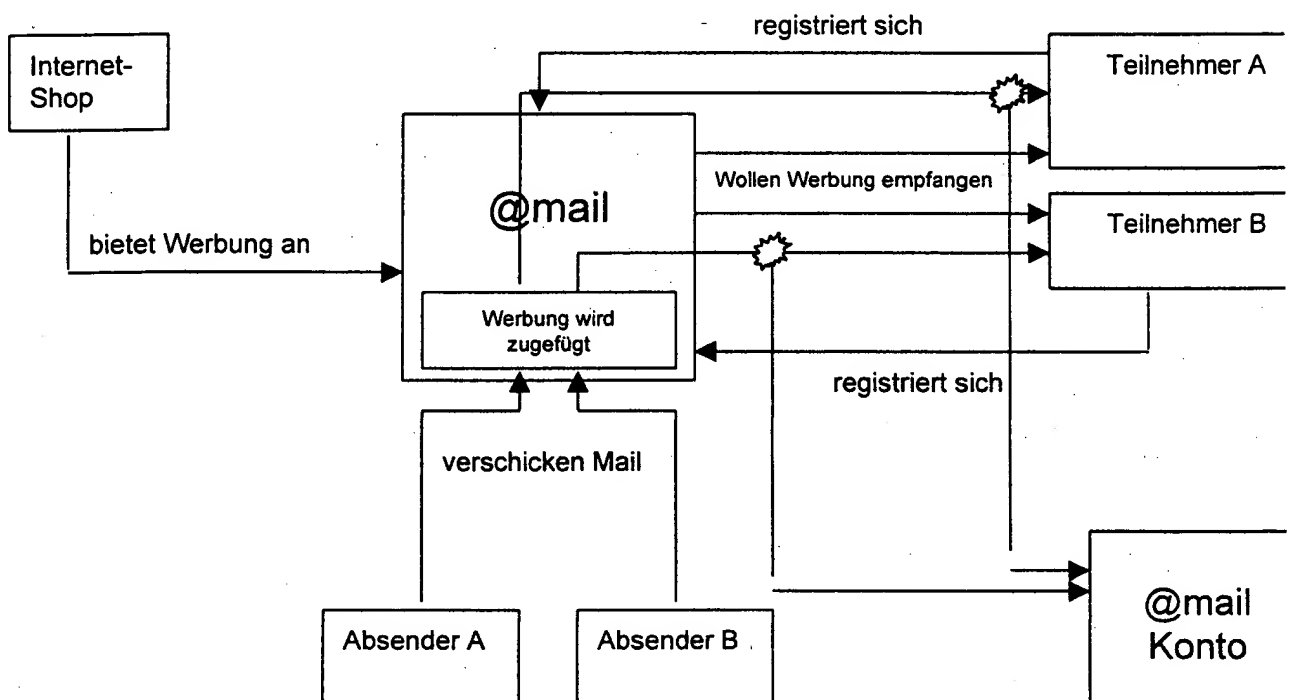 registriert sich
Internet-
Shop
Teilnehmer A
@mail
Wollen Werbung empfangen
Teilnehmer B
bietet Werbung an
Werbung wird
zugefügt
registriert sich
verschicken Mail
Absender A
Absender B
@mail
Konto